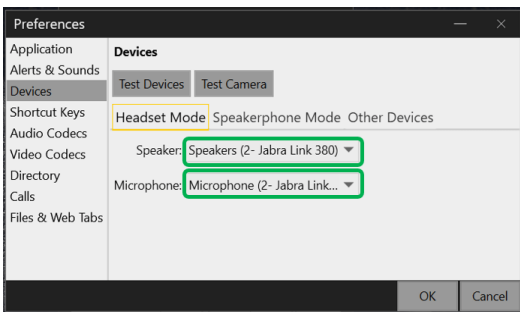 Preferences
Application
Alerts & Sounds
Devices
Shortcut Keys
Audio Codecs
Video Codecs
Directory
Calls
Files & Web Tabs
Devices
Test Devices Test Camera
Headset Mode Speakerphone Mode Other Devices
Speaker: Speakers (2- Jabra Link 380)
Microphone: Microphone (2- Jabra Link...
OK Cancel